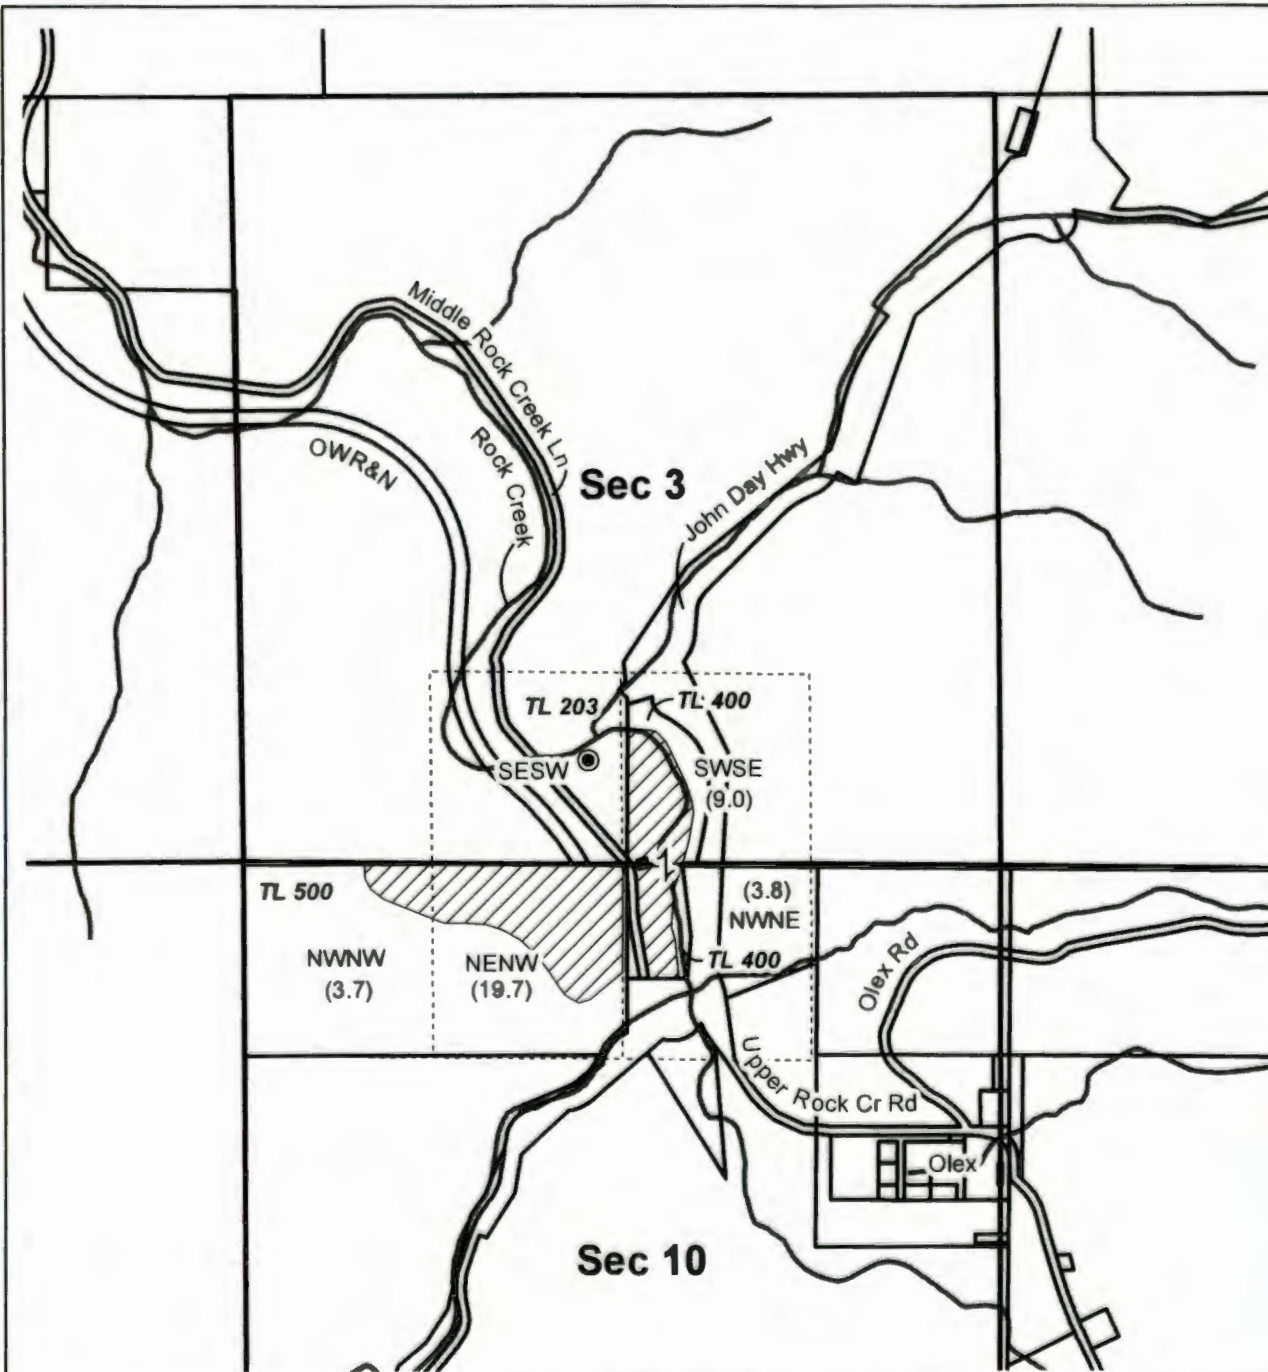 Middle Rock Creek Ln
OWR&N
Rock Creek
Sec 3
John Day Hwy
TL 203
TL 400
SESW
SWSE
(9.0)
TL 500
(3.8)
NWNE
NWNW
(3.7)
NENW
(19.7)
TL 400
Olex Rd
Upper Rock Cr Rd
Olex
Sec 10